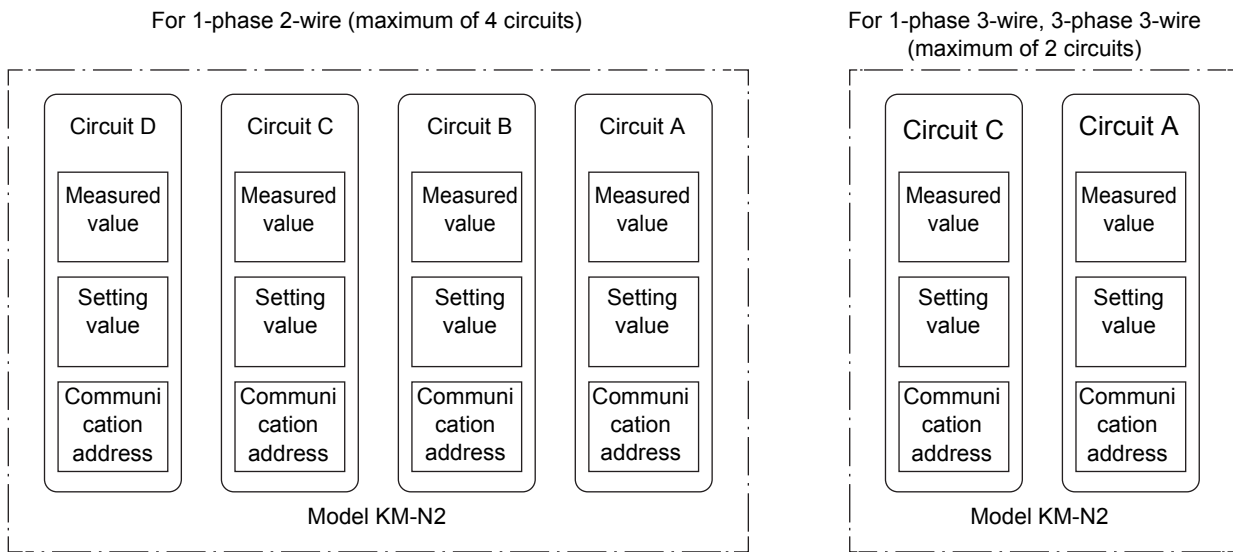 For 1-phase 2-wire (maximum of 4 circuits)
Circuit D
Measured
value
Setting
value
Communi
cation
address
Circuit C
Measured
value
Setting
value
Communi
cation
address
Circuit B
Measured
value
Setting
value
Communi
cation
address
Circuit A
Measured
value
Setting
value
Communi
cation
address
Model KM-N2
For 1-phase 3-wire, 3-phase 3-wire
(maximum of 2 circuits)
Circuit C
Measured
value
Setting
value
Communi
cation
address
Circuit A
Measured
value
Setting
value
Communi
cation
address
Model KM-N2